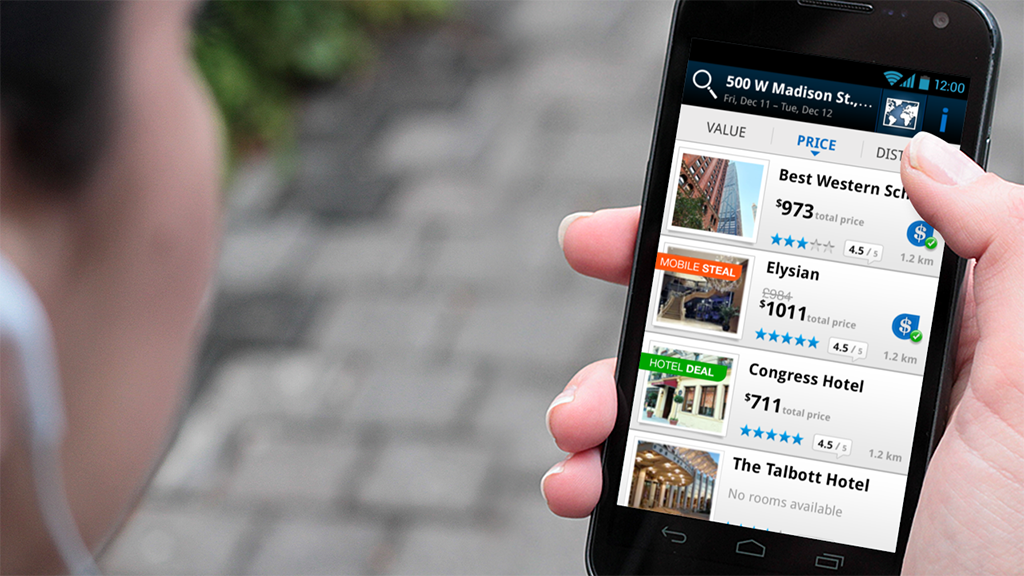 12:00
500 W Madison St.,...
Fri, Dec 11 – Tue, Dec 12
i
VALUE PRICE DIST
Best Western Sch
$973 total price
4.5 / 5
$
1.2 km
MOBILE STEAL
Elysian
£984
$1011 total price
4.5 / 5
$
1.2 km
HOTEL DEAL
Congress Hotel
$711 total price
4.5 / 5
1.2 km
The Talbott Hotel
No rooms available